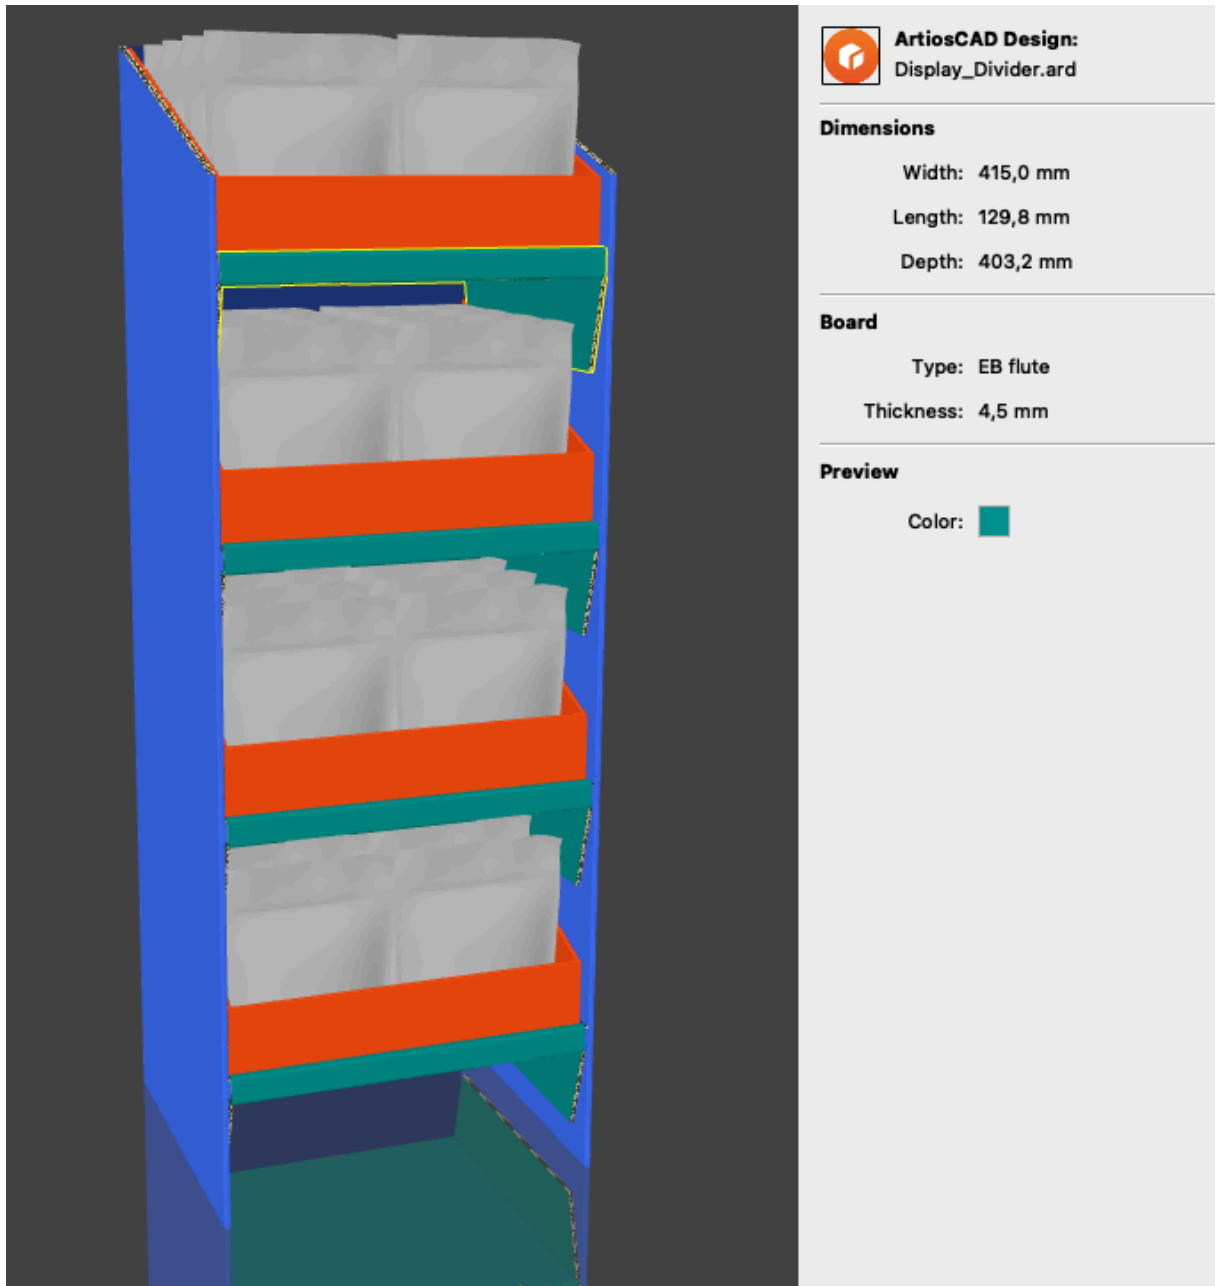 ArtiosCAD Design:
Display_Divider.ard
Dimensions
Width: 415,0 mm
Length: 129,8 mm
Depth: 403,2 mm
Board
Type: EB flute
Thickness: 4,5 mm
Preview
Color: